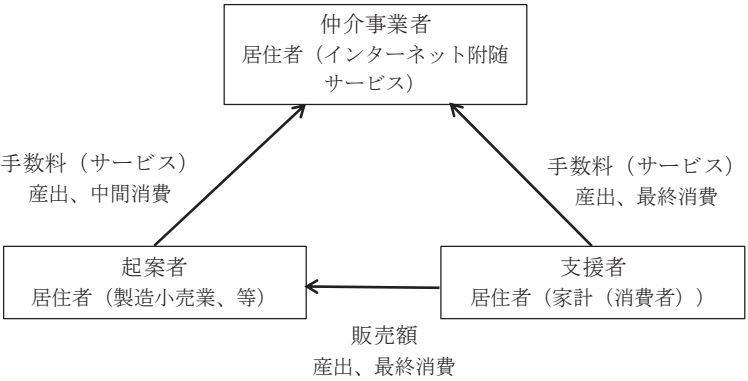 仲介事業者
居住者（インターネット附随
サービス）
手数料（サービス）
産出、中間消費
手数料（サービス）
産出、最終消費
起案者
居住者（製造小売業、等）
支援者
居住者（家計（消費者））
販売額
産出、最終消費